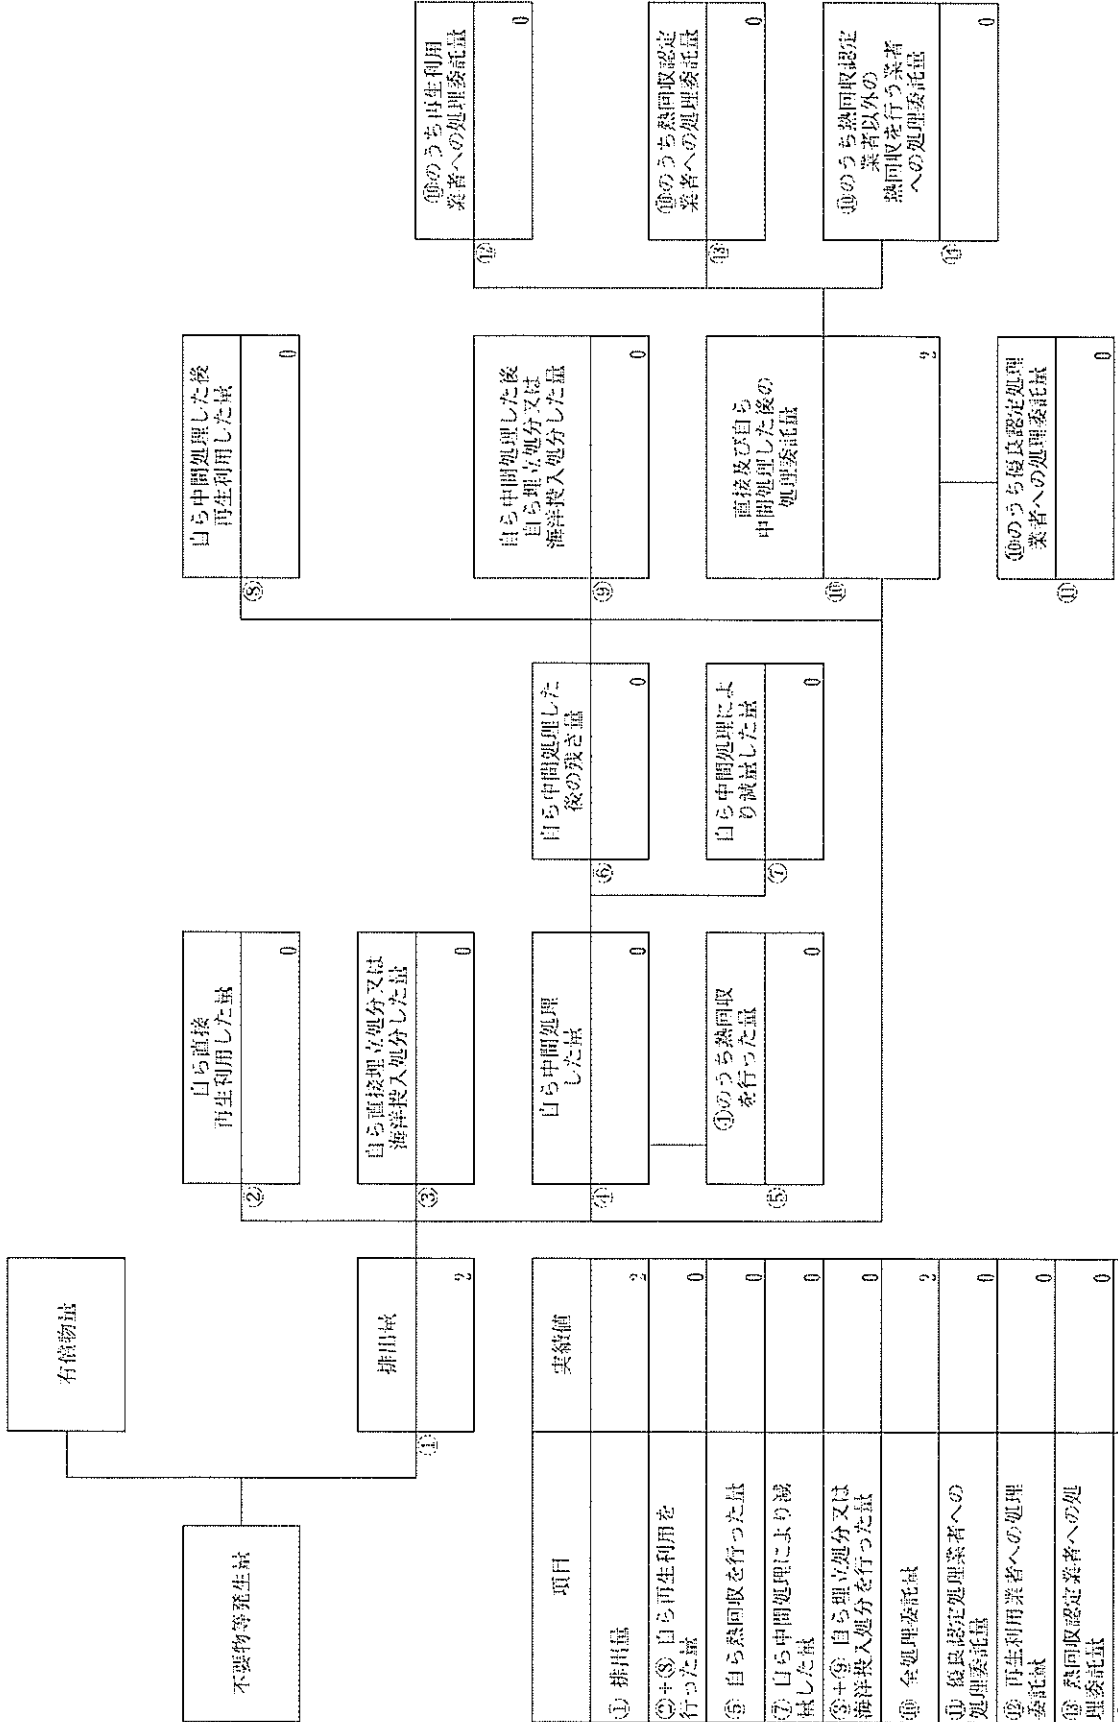 有償物量
不要物等発生量
排出量
①
2
自ら直接
再生利用した量
②
0
自ら直接埋立処分又は
海洋投入処分した量
③
0
自ら中間処理
した量
④
0
④のうち熱回収
を行った量
⑤
0
自ら中間処理した
後の残さ量
⑥
0
自ら中間処理によ
り減量した量
⑦
0
自ら中間処理した後
再生利用した量
⑧
0
自ら中間処理した後
自ら埋立処分又は
海洋投入処分した量
⑨
0
直接及び自ら
中間処理した後の
処理委託量
⑩
2
⑩のうち優良認定処理
業者への処理委託量
⑪
0
⑩のうち再生利用
業者への処理委託量
⑫
0
⑩のうち熱回収認定
業者への処理委託量
⑬
0
⑩のうち熱回収認定
業者以外の
熱回収を行う業者
への処理委託量
⑭
0
項目 実績値
① 排出量 2
②+⑧ 自ら再生利用を
行った量 0
⑤ 自ら熱回収を行った量 0
⑦ 自ら中間処理により減
量した量 0
③+⑨ 自ら埋立処分又は
海洋投入処分を行った量 0
⑩ 全処理委託量 2
⑪ 優良認定処理業者への
処理委託量 0
⑫ 再生利用業者への処理
委託量 0
⑬ 熱回収認定業者への処
理委託量 0